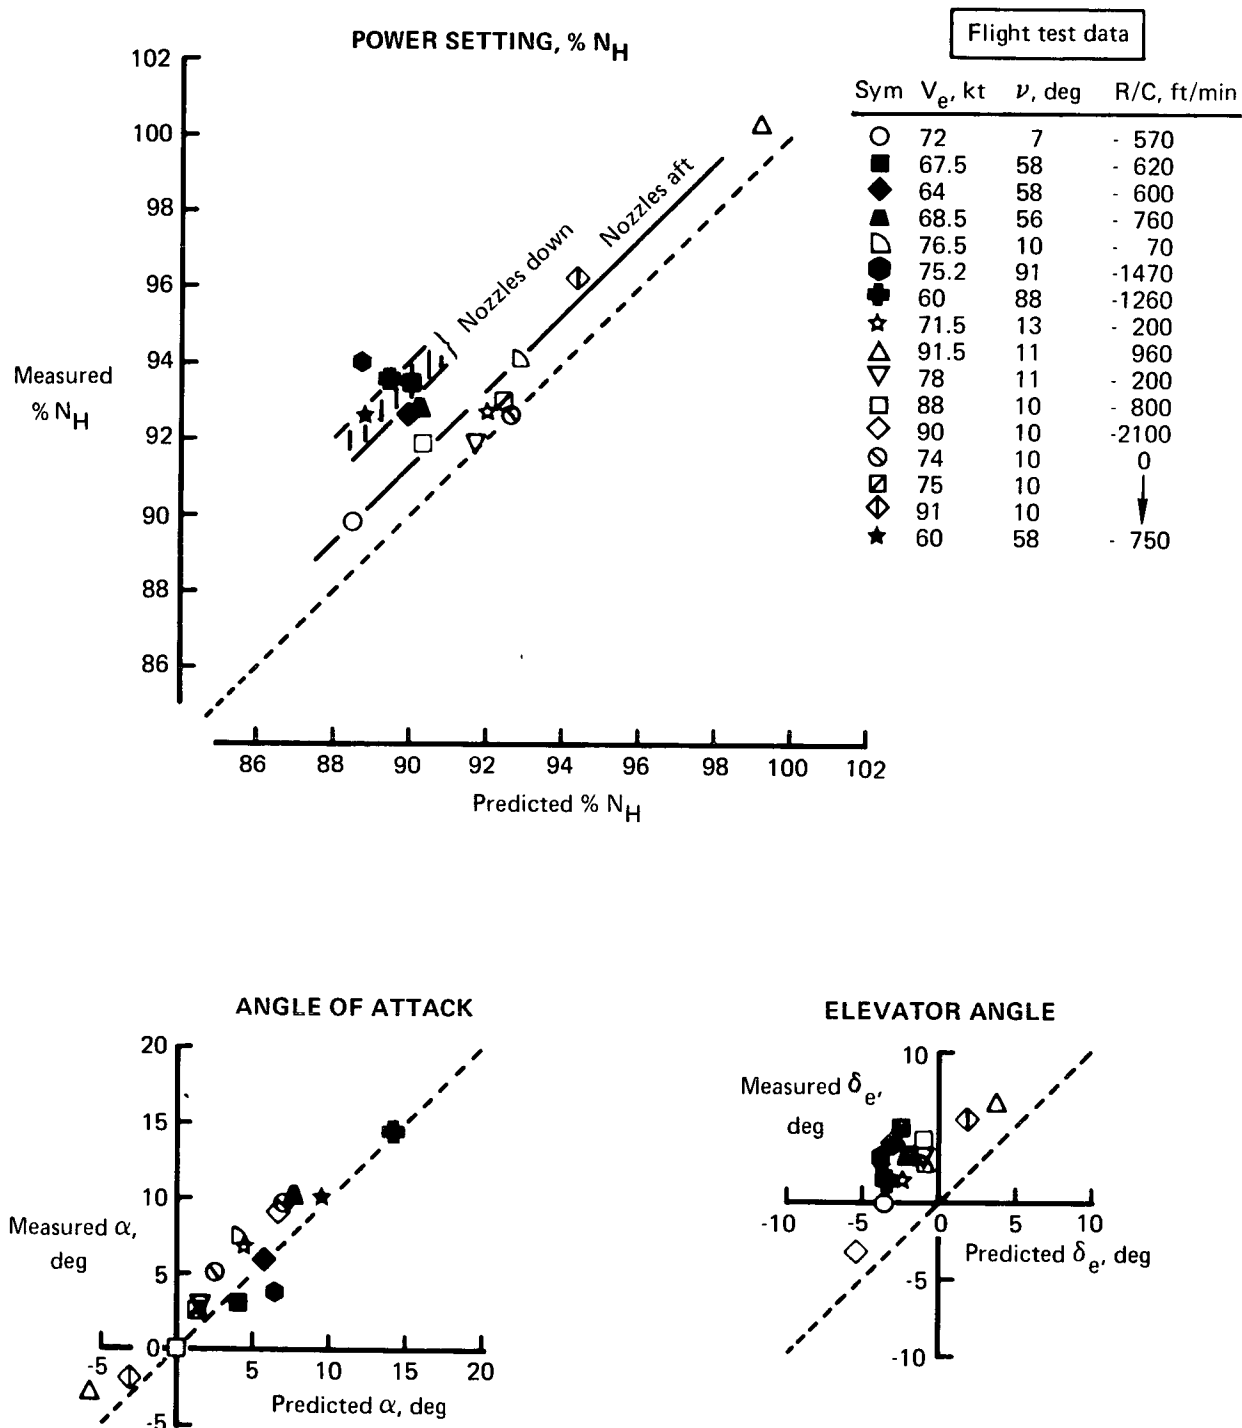 POWER SETTING, % N_H
102
100
98
96
94
92
90
88
86
Measured
% N_H
Nozzles down
Nozzles aft
86 88 90 92 94 96 98 100 102
Predicted % N_H
Flight test data
Sym V_e, kt ν, deg R/C, ft/min
72 7 - 570
67.5 58 - 620
64 58 - 600
68.5 56 - 760
76.5 10 - 70
75.2 91 -1470
60 88 -1260
71.5 13 - 200
91.5 11 960
78 11 - 200
88 10 - 800
90 10 -2100
74 10 0
75 10
91 10
60 58 - 750
ANGLE OF ATTACK
20
15
10
5
0
-5
Measured α,
deg
-5 5 10 15 20
Predicted α, deg
ELEVATOR ANGLE
10
Measured δ_e,
deg
-10 -5 0 5 10
Predicted δ_e, deg
-5
-10